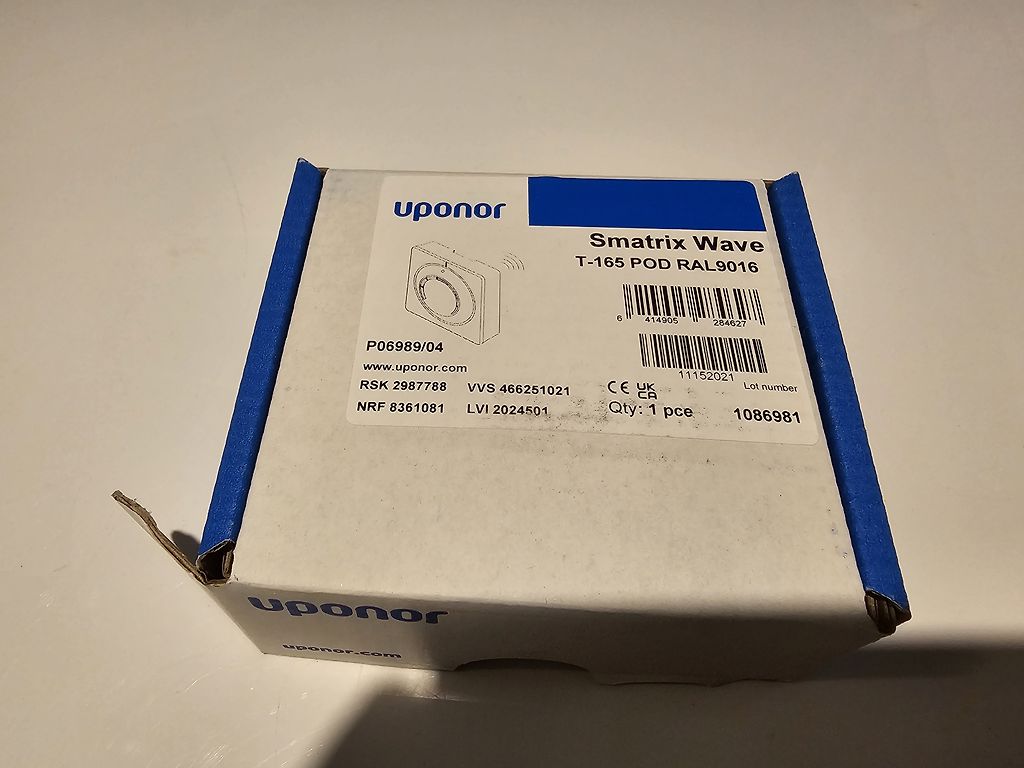 uponor
Smatrix Wave
T-165 POD RAL9016
6 414905 284627
P06989/04
11152021
www.uponor.com
Lot number
RSK 2987788 VVS 466251021 CE UK CA
NRF 8361081 LVI 2024501 Qty: 1 pce 1086981
uponor
uponor.com